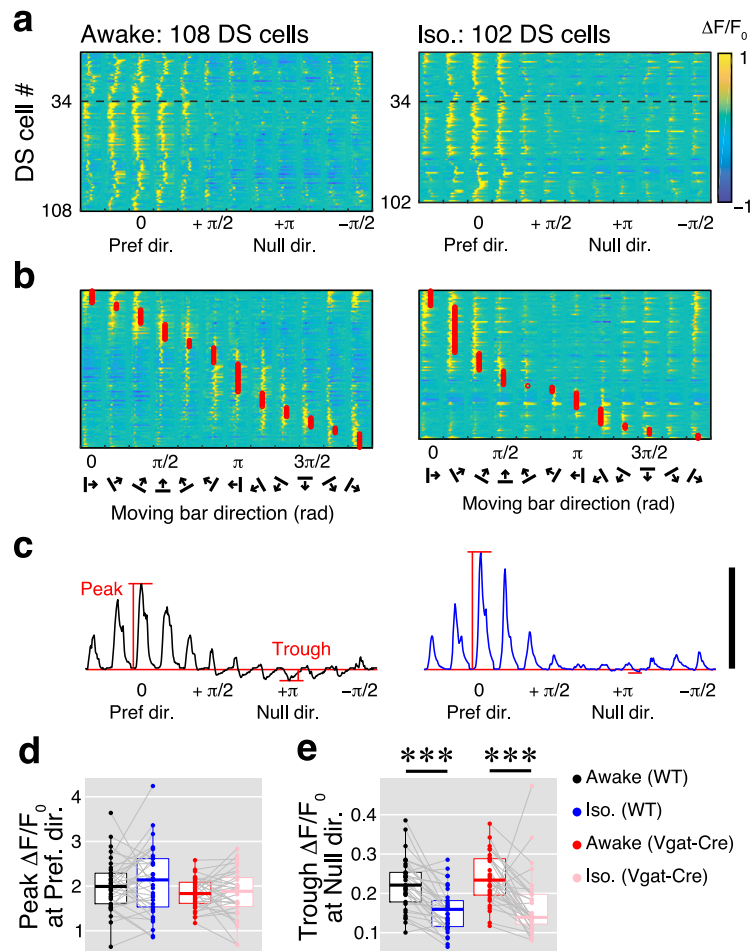 a
Awake: 108 DS cells
Iso.: 102 DS cells
ΔF/F0
1
−1
DS cell #
34
108
34
102
0 + π/2 +π −π/2
Pref dir. Null dir.
0 + π/2 +π −π/2
Pref dir. Null dir.
b
0 π/2 π 3π/2
Moving bar direction (rad)
0 π/2 π 3π/2
Moving bar direction (rad)
c
Peak
Trough
0 + π/2 +π −π/2
Pref dir. Null dir.
0 + π/2 +π −π/2
Pref dir. Null dir.
d
Peak ΔF/F0
at Pref. dir.
4
3
2
1
e
*** ***
Trough ΔF/F0
at Null dir.
0.4
0.3
0.2
0.1
Awake (WT)
Iso. (WT)
Awake (Vgat-Cre)
Iso. (Vgat-Cre)